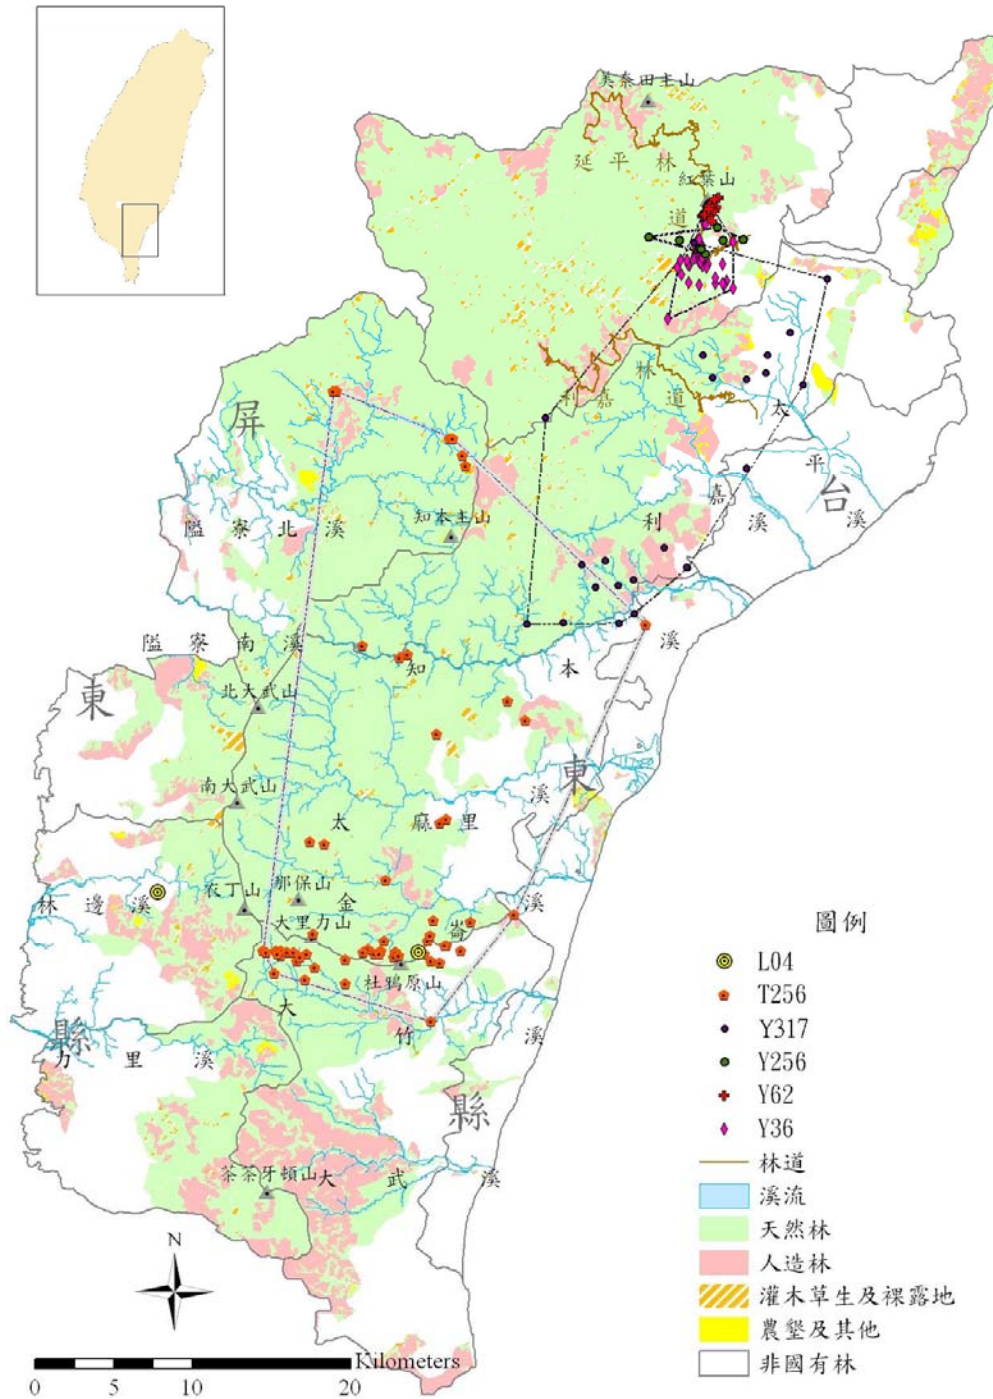 美奈田主山
延平林
紅葉山
道
林
利嘉
道
太
平
溪
屏
台
嘉
溪
利
知本主山
隘寮北溪
隘寮南溪
溪
知
本
北大武山
東
東
南大武山
溪
太麻里
衣丁山
那保山
金
林邊溪
大里力山
溪
崙
杜鴉原山
大
竹
溪
縣
力里溪
縣
茶茶牙頓山
大武
溪
圖例
L04
T256
Y317
Y256
Y62
Y36
林道
溪流
天然林
人造林
灌木草生及裸露地
農墾及其他
非國有林
N
Kilometers
0 5 10 20